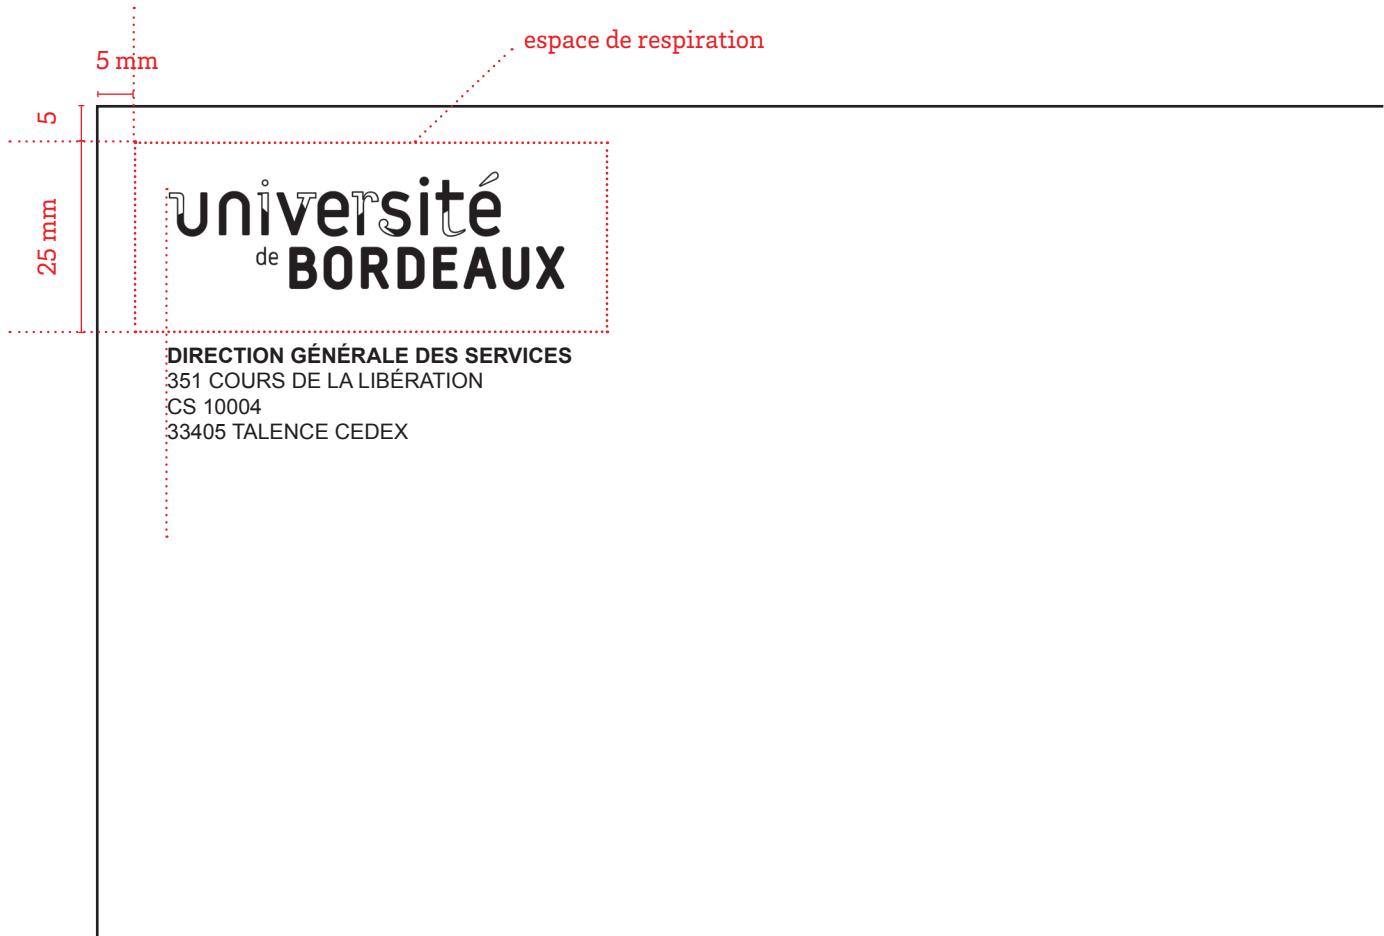 espace de respiration
5 mm
5
25 mm
université
de BORDEAUX
DIRECTION GÉNÉRALE DES SERVICES
351 COURS DE LA LIBÉRATION
CS 10004
33405 TALENCE CEDEX